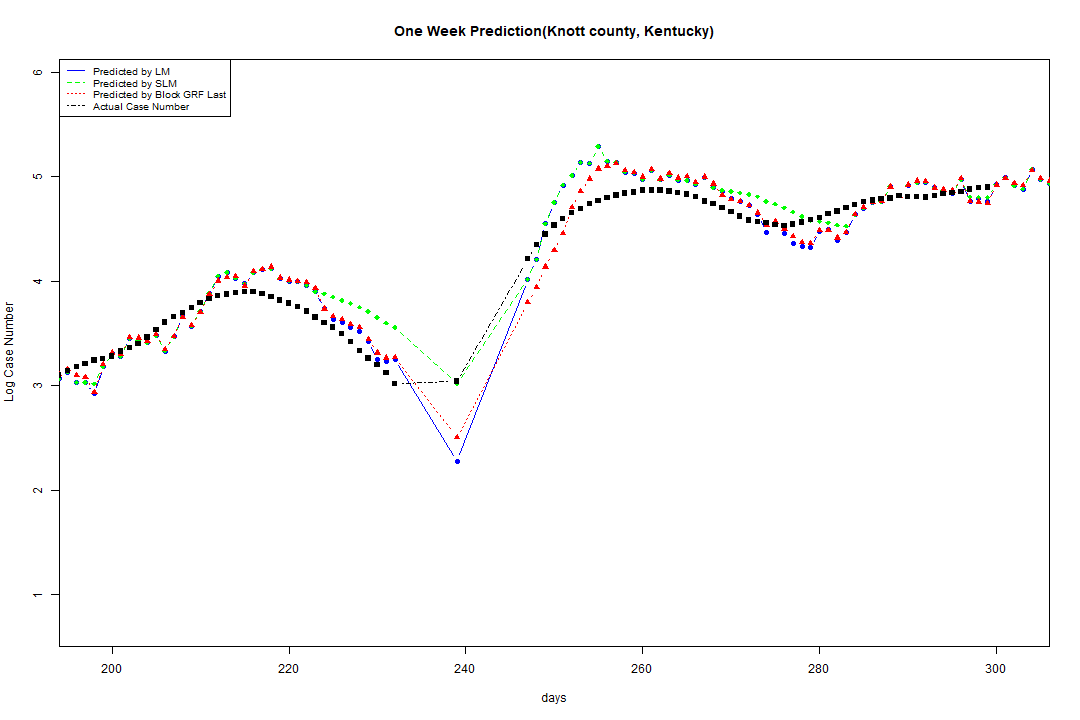 One Week Prediction(Knott county, Kentucky)
Predicted by LM
Predicted by SLM
Predicted by Block GRF Last
Actual Case Number
6
5
4
3
2
1
Log Case Number
200 220 240 260 280 300
days